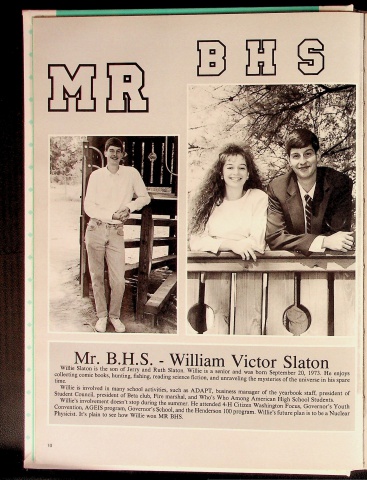 MR BHS
Mr. B.H.S. - William Victor Slaton
Willie Slaton is the son of Jerry and Ruth Slaton. Willie is a senior and was born September 20, 1973. He enjoys
collecting comic books, hunting, fishing, reading science fiction, and unraveling the mysteries of the universe in his spare
time.
Willie is involved in many school activities, such as ADAPT, business manager of the yearbook staff, president of
Student Council, president of Beta club, Fire marshal, and Who's Who Among American High School Students.
Willie's involvement doesn't stop during the summer. He attended 4-H Citizen Washington Focus, Governor's Youth
Convention, AGEIS program, Governor's School, and the Henderson 100 program. Willie's future plan is to be a Nuclear
Physicist. It's plain to see how Willie won MR BHS.